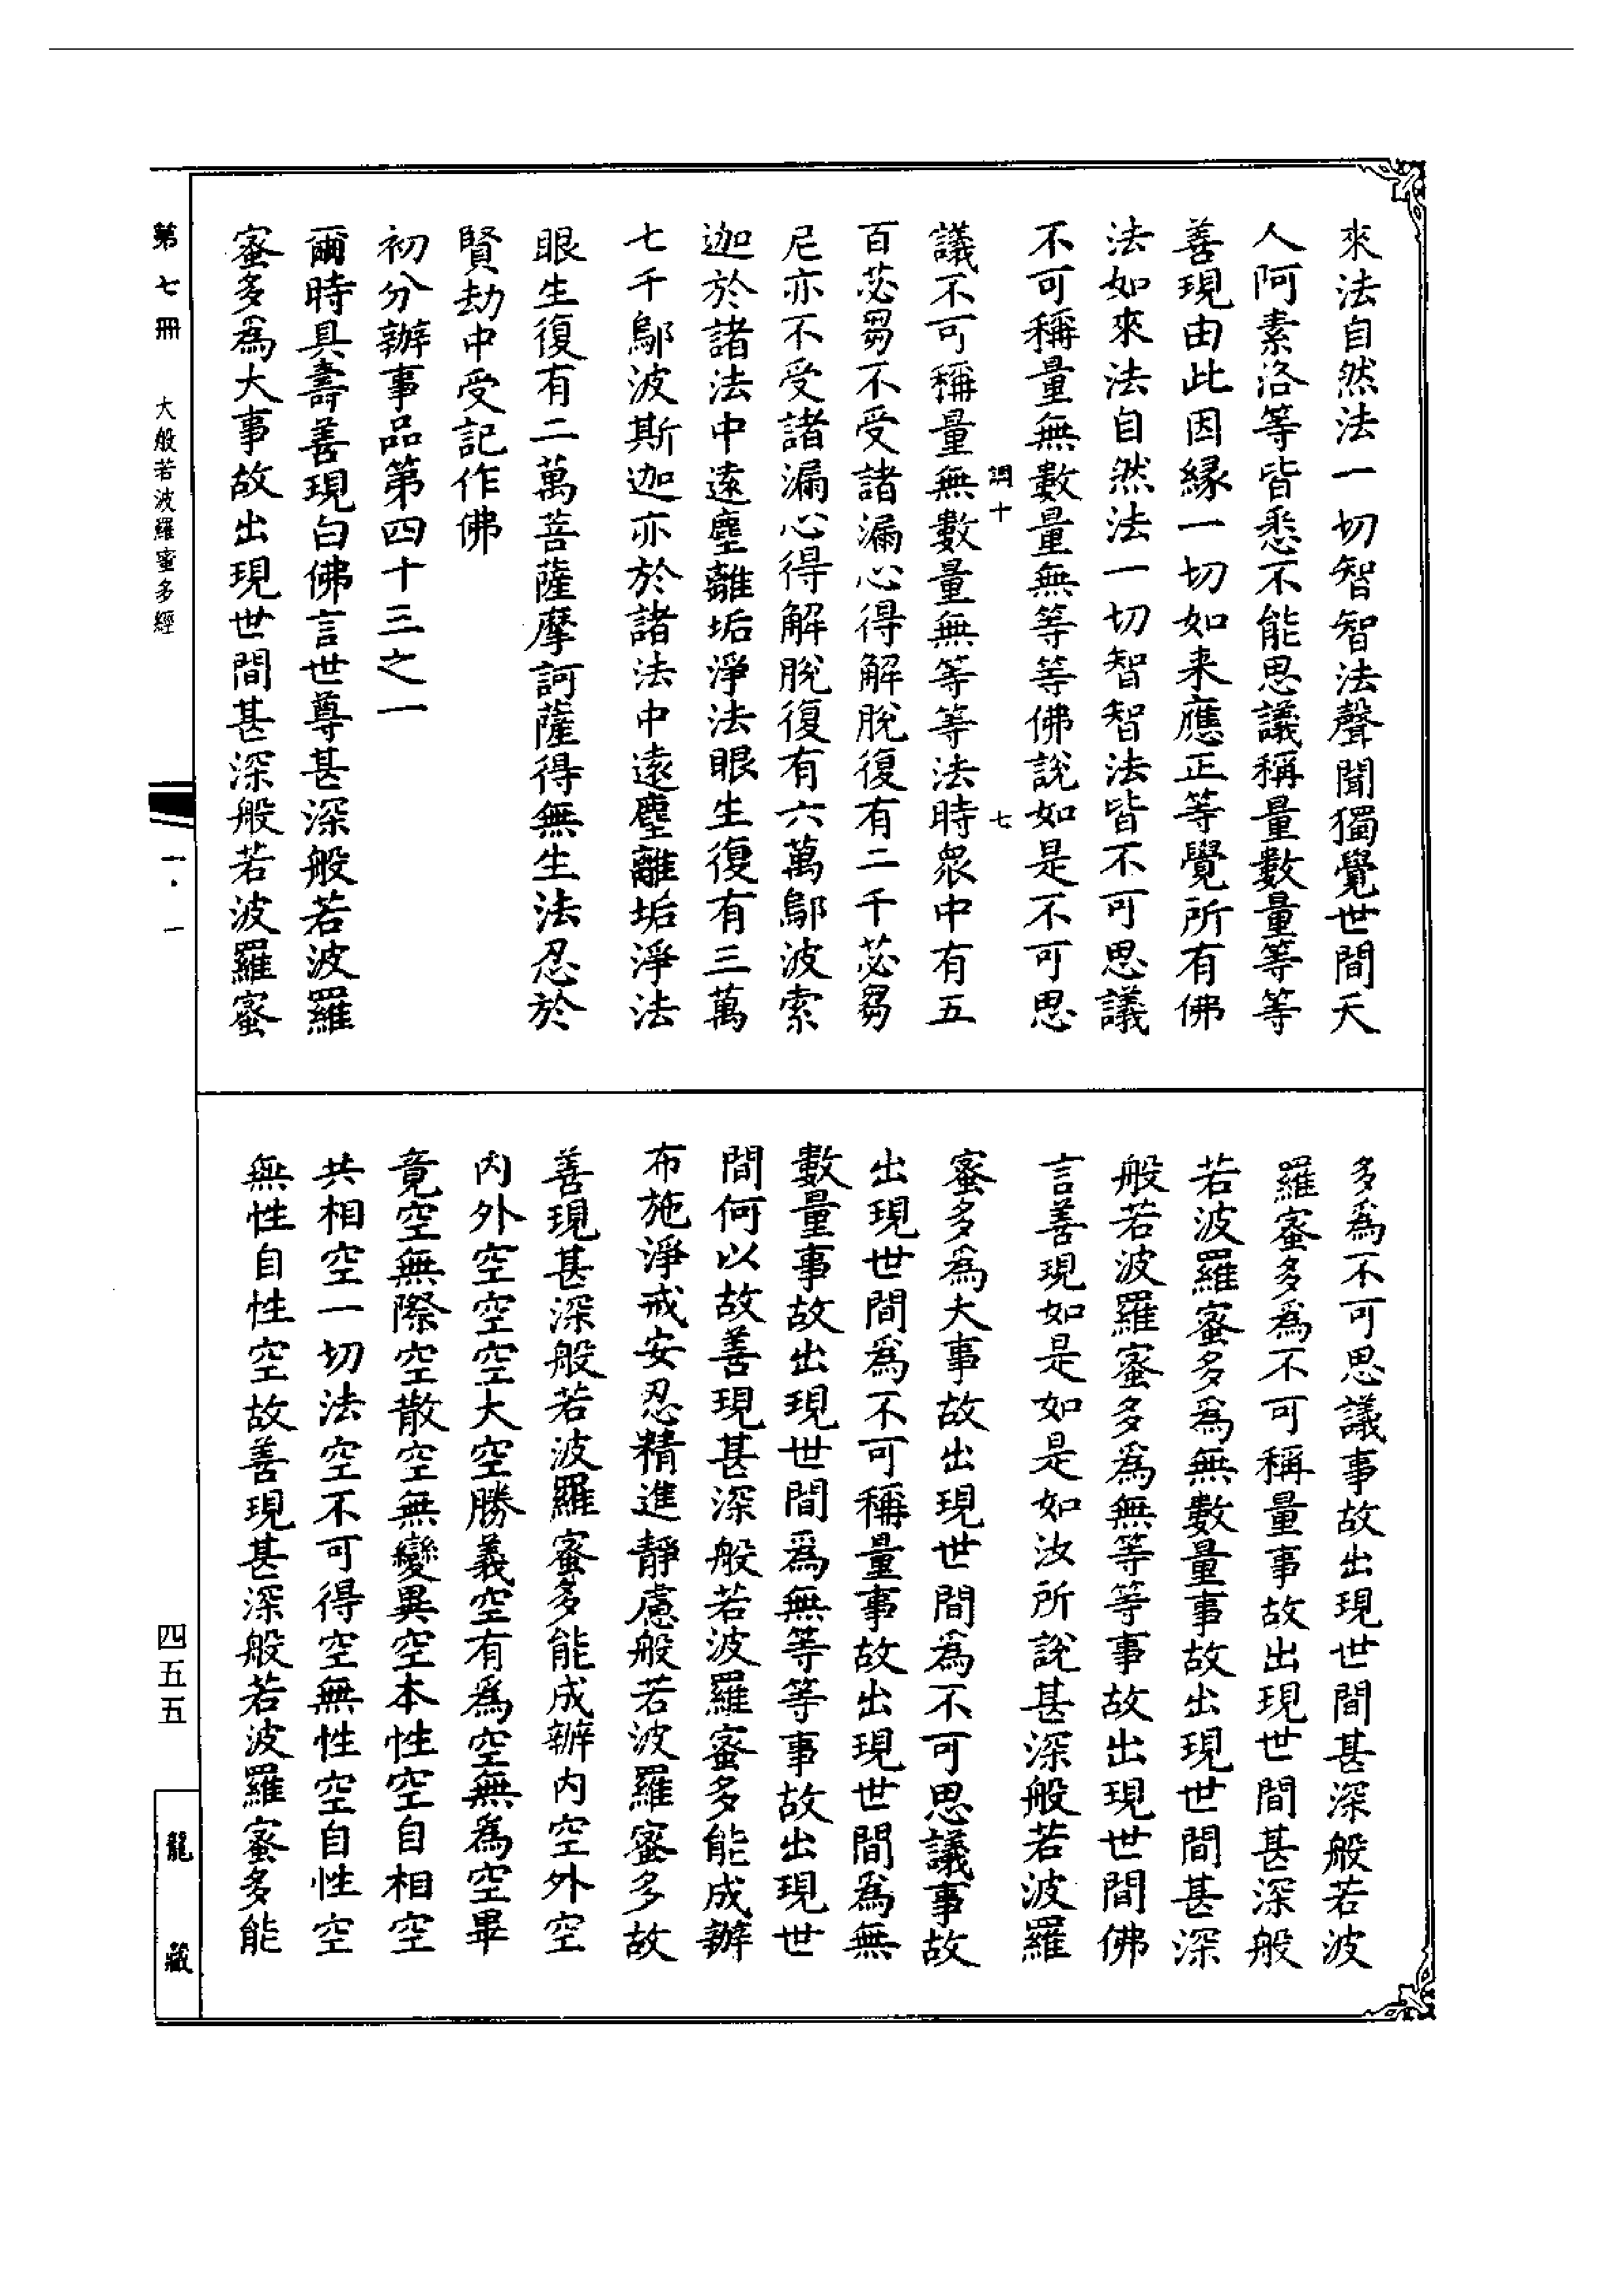 來法自然法一切智智法聲聞獨覺世間天
人阿素洛等皆悉不能思議稱量數量等等
善現由此因緣一切如来應正等覺所有佛
法如來法自然法一切智智法皆不可思議
不可稱量無數量無等等佛說如是不可思
調十
七
議不可稱量無數量無等等法時衆中有五
百苾芻不受諸漏心得解脫復有二千苾芻
尼亦不受諸漏心得解脫復有六萬鄔波索
迦於諸法中遠塵離垢淨法眼生復有三萬
七千鄔波斯迦亦於諸法中遠塵離垢淨法
眼生復有二萬菩薩摩訶薩得無生法忍於
賢劫中受記作佛
初分辦事品第四十三之一
爾時具壽善現白佛言世尊甚深般若波羅
蜜多爲大事故出現世間甚深般若波羅蜜
多爲不可思議事故出現世間甚深般若波
羅蜜多爲不可稱量事故出現世間甚深般
若波羅蜜多爲無數量事故出現世間甚深
般若波羅蜜多爲無等等事故出現世間佛
言善現如是如是如汝所說甚深般若波羅
蜜多爲大事故出現世間爲不可思議事故
出現世間爲不可稱量事故出現世間爲無
數量事故出現世間爲無等等事故出現世
間何以故善現甚深般若波羅蜜多能成辦
布施淨戒安忍精進靜慮般若波羅蜜多故
善現甚深般若波羅蜜多能成辦內空外空
內外空空空大空勝義空有爲空無爲空畢
竟空無際空散空無變異空本性空自相空
共相空一切法空不可得空無性空自性空
無性自性空故善現甚深般若波羅蜜多能
第七冊
大般若波羅蜜多經
一·一
四五五
龍藏